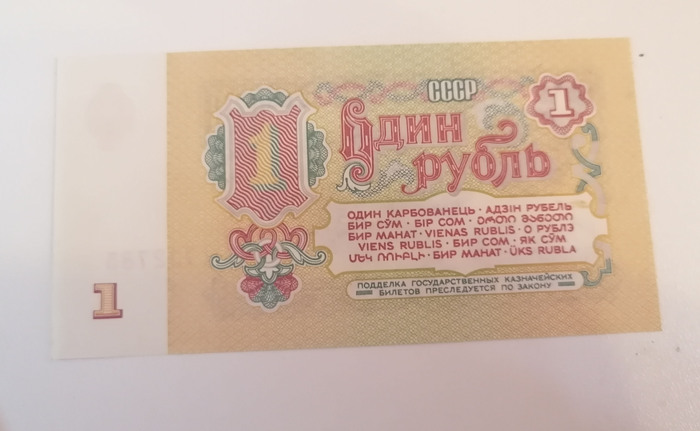 СССР
1
1
Один
рубль
ОДИН КАРБОВАНЕЦЬ · АДЗІН РУБЕЛЬ
БИР СЎМ · БІР СОМ · ᲔᲠᲗᲘ ᲛᲐᲜᲔᲗᲘ
БИР МАНАТ · VIENAS RUBLIS · О РУБЛЭ
VIENS RUBLIS · БИР СОМ · ЯК СӮМ
ՄԵԿ ՌՈՒԲԼԻ · БИР МАНАТ · ÜKS RUBLA
ПОДДЕЛКА ГОСУДАРСТВЕННЫХ КАЗНАЧЕЙСКИХ
БИЛЕТОВ ПРЕСЛЕДУЕТСЯ ПО ЗАКОНУ
1